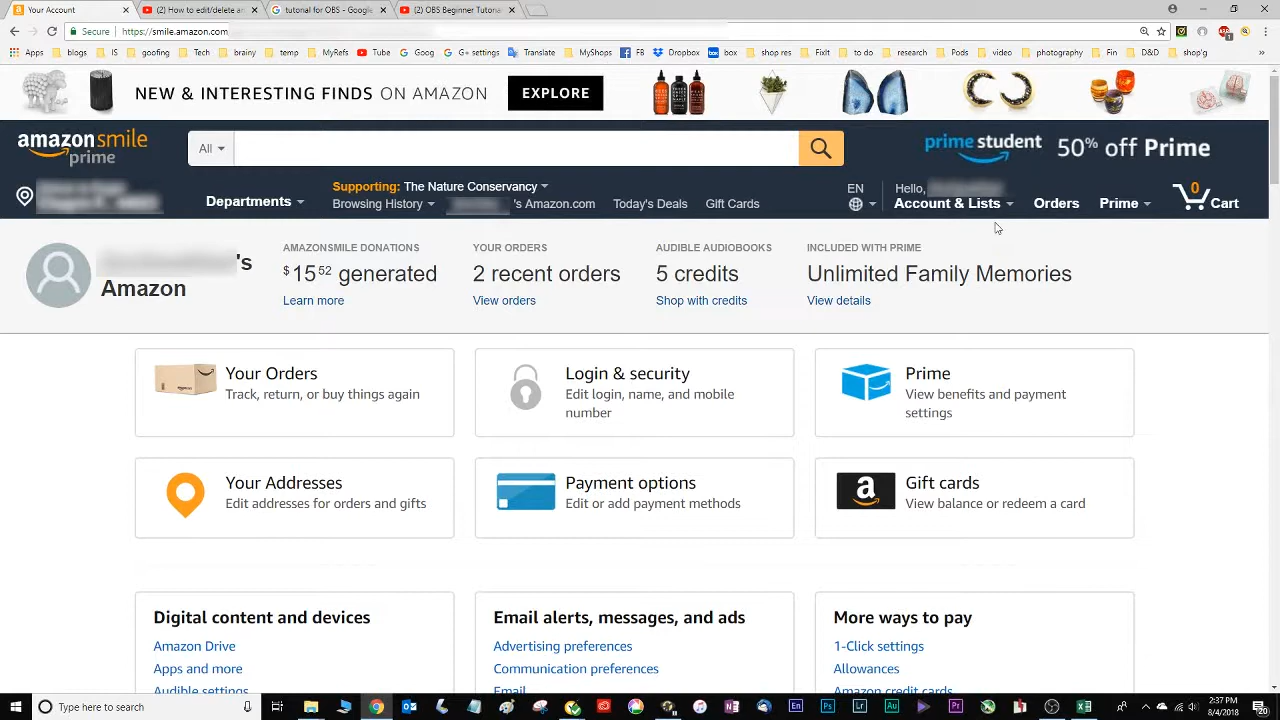 Your Account
(2) How to edit/delete an
tutorial for OBS - Google
(2) OBS Beginner Tutoria
Secure
https://smile.amazon.com
Apps
blogs
IS
goofing
Tech
brainy
temp
MyRefs
Tube
Goog
G+ settings
Translate
MyShops
FB
Dropbox
box
shop res
FixIt
to do
research
Pods
video
photography
Fin
D&D
shop's
NEW & INTERESTING FINDS ON AMAZON
EXPLORE
amazonsmile
prime
All
prime student
50% off Prime
Departments
Supporting: The Nature Conservancy
Browsing History
's Amazon.com
Today's Deals
Gift Cards
EN
Hello,
Account & Lists
Orders
Prime
0
Cart
's
Amazon
AMAZONSMILE DONATIONS
$15.52 generated
Learn more
YOUR ORDERS
2 recent orders
View orders
AUDIBLE AUDIOBOOKS
5 credits
Shop with credits
INCLUDED WITH PRIME
Unlimited Family Memories
View details
Your Orders
Track, return, or buy things again
Login & security
Edit login, name, and mobile
number
Prime
View benefits and payment
settings
Your Addresses
Edit addresses for orders and gifts
Payment options
Edit or add payment methods
Gift cards
View balance or redeem a card
Digital content and devices
Amazon Drive
Apps and more
Audible settings
Email alerts, messages, and ads
Advertising preferences
Communication preferences
Email
More ways to pay
1-Click settings
Allowances
Amazon credit cards
Type here to search
2:37 PM
8/4/2018